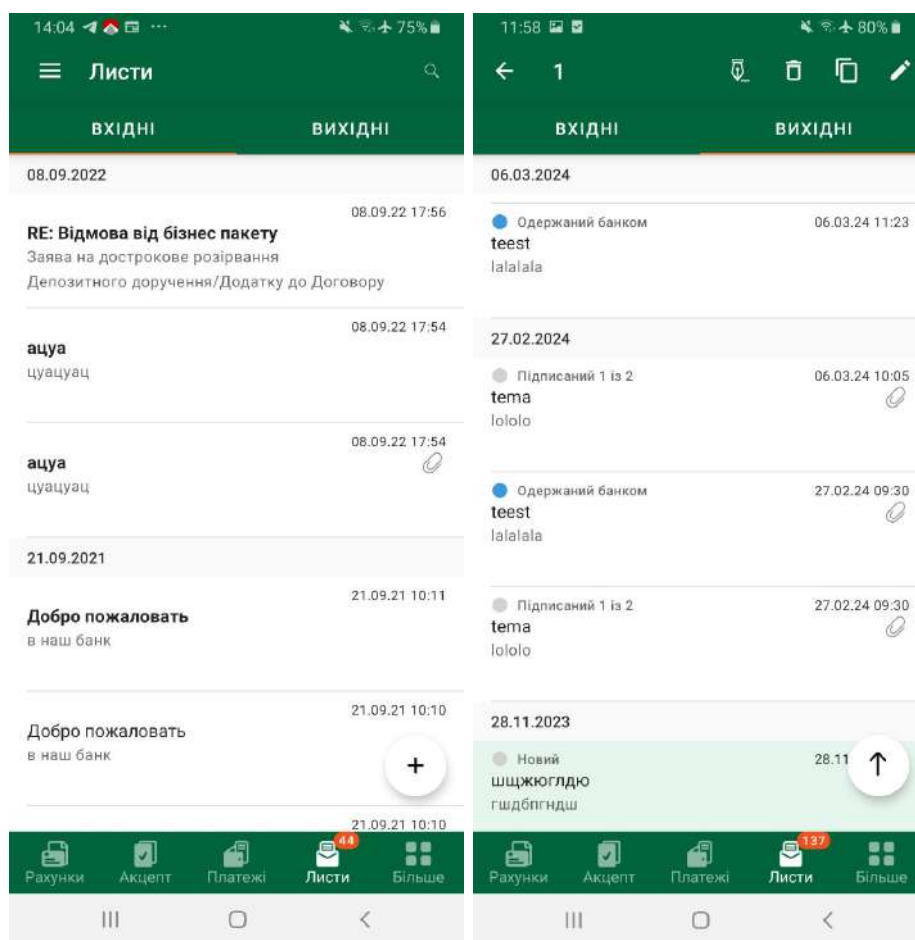 14:04
75%
Листи
ВХІДНІ
ВИХІДНІ
08.09.2022
08.09.22 17:56
RE: Відмова від бізнес пакету
Заява на дострокове розірвання
Депозитного доручення/Додатку до Договору
08.09.22 17:54
ацуа
цуацуац
08.09.22 17:54
ацуа
цуацуац
21.09.2021
21.09.21 10:11
Добро пожаловать
в наш банк
21.09.21 10:10
Добро пожаловать
в наш банк
21.09.21 10:10
44
Рахунки
Акцепт
Платежі
Листи
Більше
11:58
80%
1
ВХІДНІ
ВИХІДНІ
06.03.2024
Одержаний банком
06.03.24 11:23
teest
lalalala
27.02.2024
Підписаний 1 із 2
06.03.24 10:05
tema
lololo
Одержаний банком
27.02.24 09:30
teest
lalalala
Підписаний 1 із 2
27.02.24 09:30
tema
lololo
28.11.2023
Новий
28.11
шщжюглдю
гшдбпгндш
137
Рахунки
Акцепт
Платежі
Листи
Більше